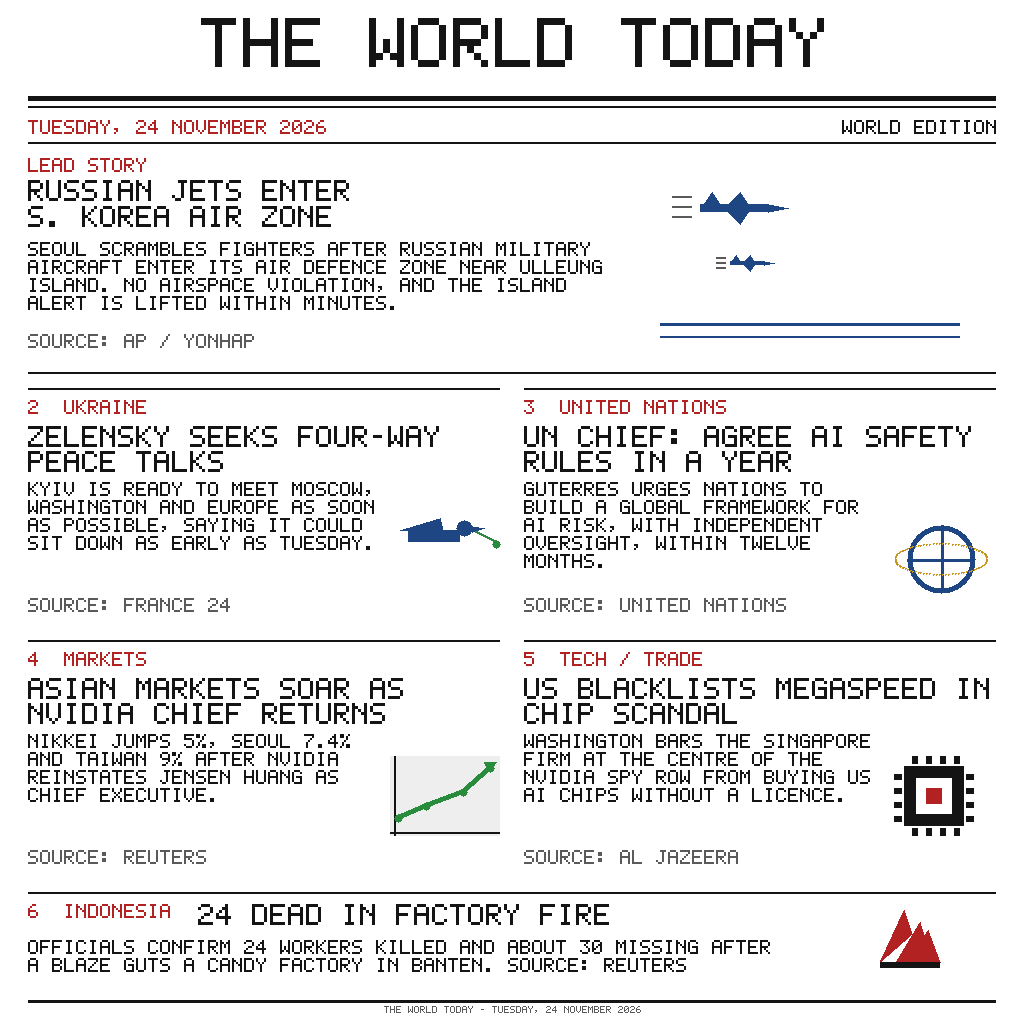 THE WORLD TODAY
TUESDAY, 24 NOVEMBER 2026
WORLD EDITION
LEAD STORY
RUSSIAN JETS ENTER
S. KOREA AIR ZONE
SEOUL SCRAMBLES FIGHTERS AFTER RUSSIAN MILITARY
AIRCRAFT ENTER ITS AIR DEFENCE ZONE NEAR ULLEUNG
ISLAND. NO AIRSPACE VIOLATION, AND THE ISLAND
ALERT IS LIFTED WITHIN MINUTES.
SOURCE: AP / YONHAP
2 UKRAINE
ZELENSKY SEEKS FOUR-WAY
PEACE TALKS
KYIV IS READY TO MEET MOSCOW,
WASHINGTON AND EUROPE AS SOON
AS POSSIBLE, SAYING IT COULD
SIT DOWN AS EARLY AS TUESDAY.
SOURCE: FRANCE 24
3 UNITED NATIONS
UN CHIEF: AGREE AI SAFETY
RULES IN A YEAR
GUTERRES URGES NATIONS TO
BUILD A GLOBAL FRAMEWORK FOR
AI RISK, WITH INDEPENDENT
OVERSIGHT, WITHIN TWELVE
MONTHS.
SOURCE: UNITED NATIONS
4 MARKETS
ASIAN MARKETS SOAR AS
NVIDIA CHIEF RETURNS
NIKKEI JUMPS 5%, SEOUL 7.4%
AND TAIWAN 9% AFTER NVIDIA
REINSTATES JENSEN HUANG AS
CHIEF EXECUTIVE.
SOURCE: REUTERS
5 TECH / TRADE
US BLACKLISTS MEGASPEED IN
CHIP SCANDAL
WASHINGTON BARS THE SINGAPORE
FIRM AT THE CENTRE OF THE
NVIDIA SPY ROW FROM BUYING US
AI CHIPS WITHOUT A LICENCE.
SOURCE: AL JAZEERA
6 INDONESIA 24 DEAD IN FACTORY FIRE
OFFICIALS CONFIRM 24 WORKERS KILLED AND ABOUT 30 MISSING AFTER
A BLAZE GUTS A CANDY FACTORY IN BANTEN. SOURCE: REUTERS
THE WORLD TODAY - TUESDAY, 24 NOVEMBER 2026